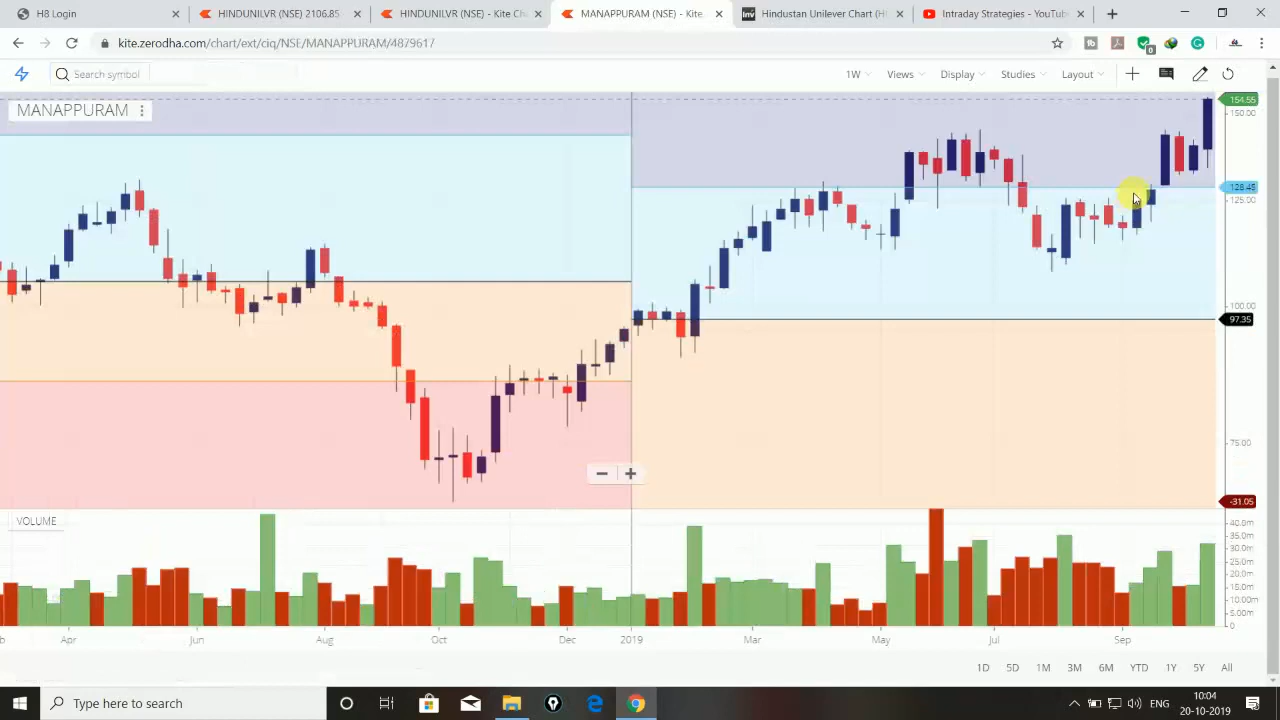 H8 Login
HINDUNILVR (NSE) 2106.85
HINDUNILVR (NSE) - Kite Ch
MANAPPURAM (NSE) - Kite
Hindustan Unilever Chart (H
Intraday Strategies - YouTub
kite.zerodha.com/chart/ext/ciq/NSE/MANAPPURAM/4879617
Search symbol
1W
Views
Display
Studies
Layout
MANAPPURAM
154.55
150.00
128.45
125.00
100.00
97.35
75.00
-31.05
VOLUME
40.0m
35.0m
30.0m
25.0m
20.0m
15.0m
10.00m
5.00m
0
b Apr Jun Aug Oct Dec 2019 Mar May Jul Sep
1D 5D 1M 3M 6M YTD 1Y 5Y All
Type here to search
ENG
10:04
20-10-2019